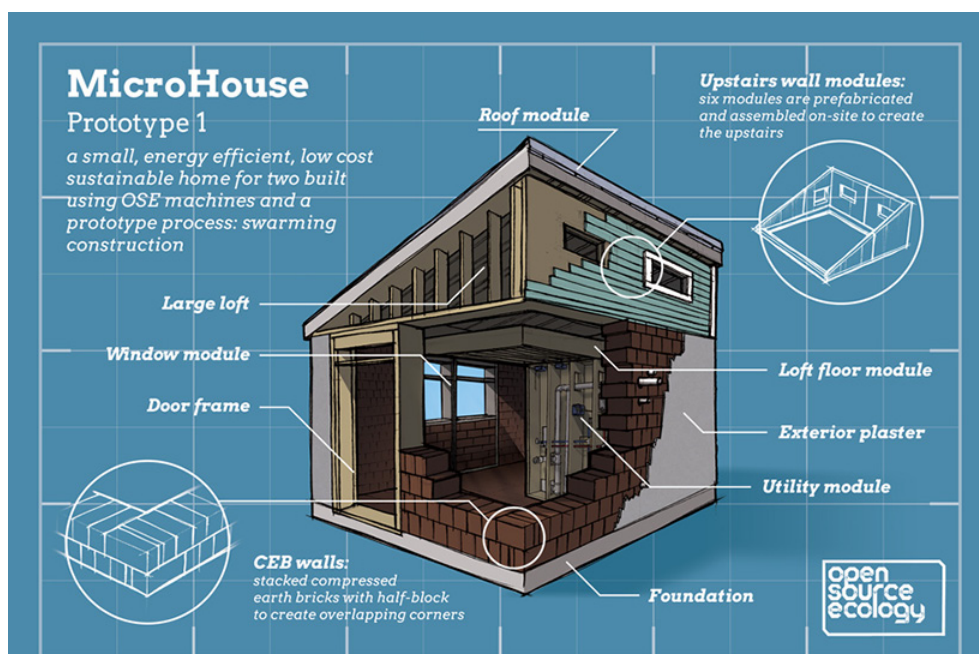 MicroHouse
Prototype 1
a small, energy efficient, low cost
sustainable home for two built
using OSE machines and a
prototype process: swarming
construction
Roof module
Upstairs wall modules:
six modules are prefabricated
and assembled on-site to create
the upstairs
Large loft
Window module
Door frame
Loft floor module
Exterior plaster
Utility module
CEB walls:
stacked compressed
earth bricks with half-block
to create overlapping corners
Foundation
open
source
ecology